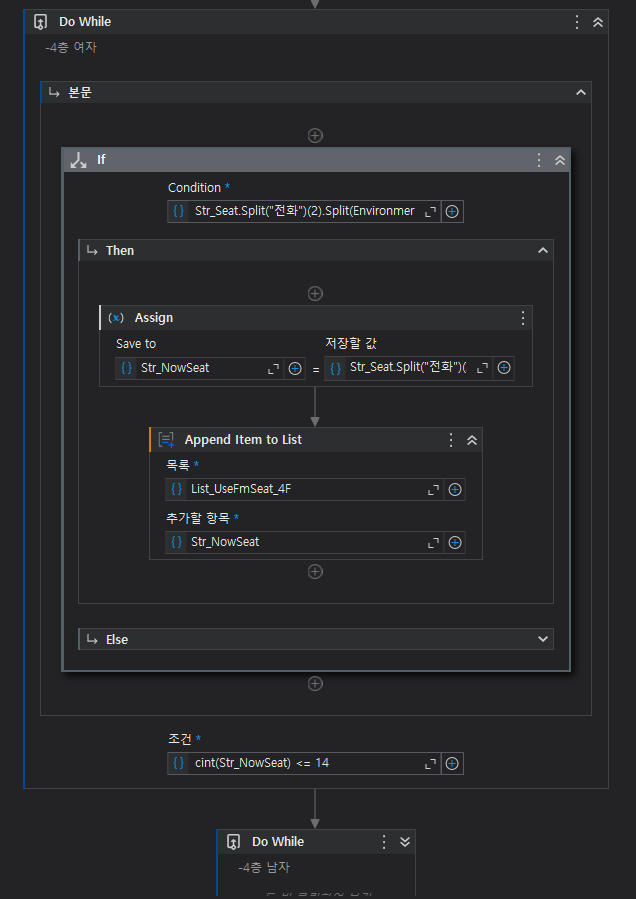 Do While
-4층 여자
본문
If
Condition *
Str_Seat.Split("전화")(2).Split(Environmer
Then
Assign
Save to
저장할 값
Str_NowSeat
=
Str_Seat.Split("전화")(
Append Item to List
목록 *
List_UseFmSeat_4F
추가할 항목 *
Str_NowSeat
Else
조건 *
cint(Str_NowSeat) <= 14
Do While
-4층 남자